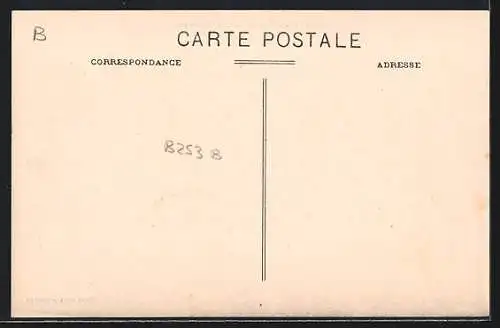 B
CARTE POSTALE
CORRESPONDANCE
ADRESSE
B253 B